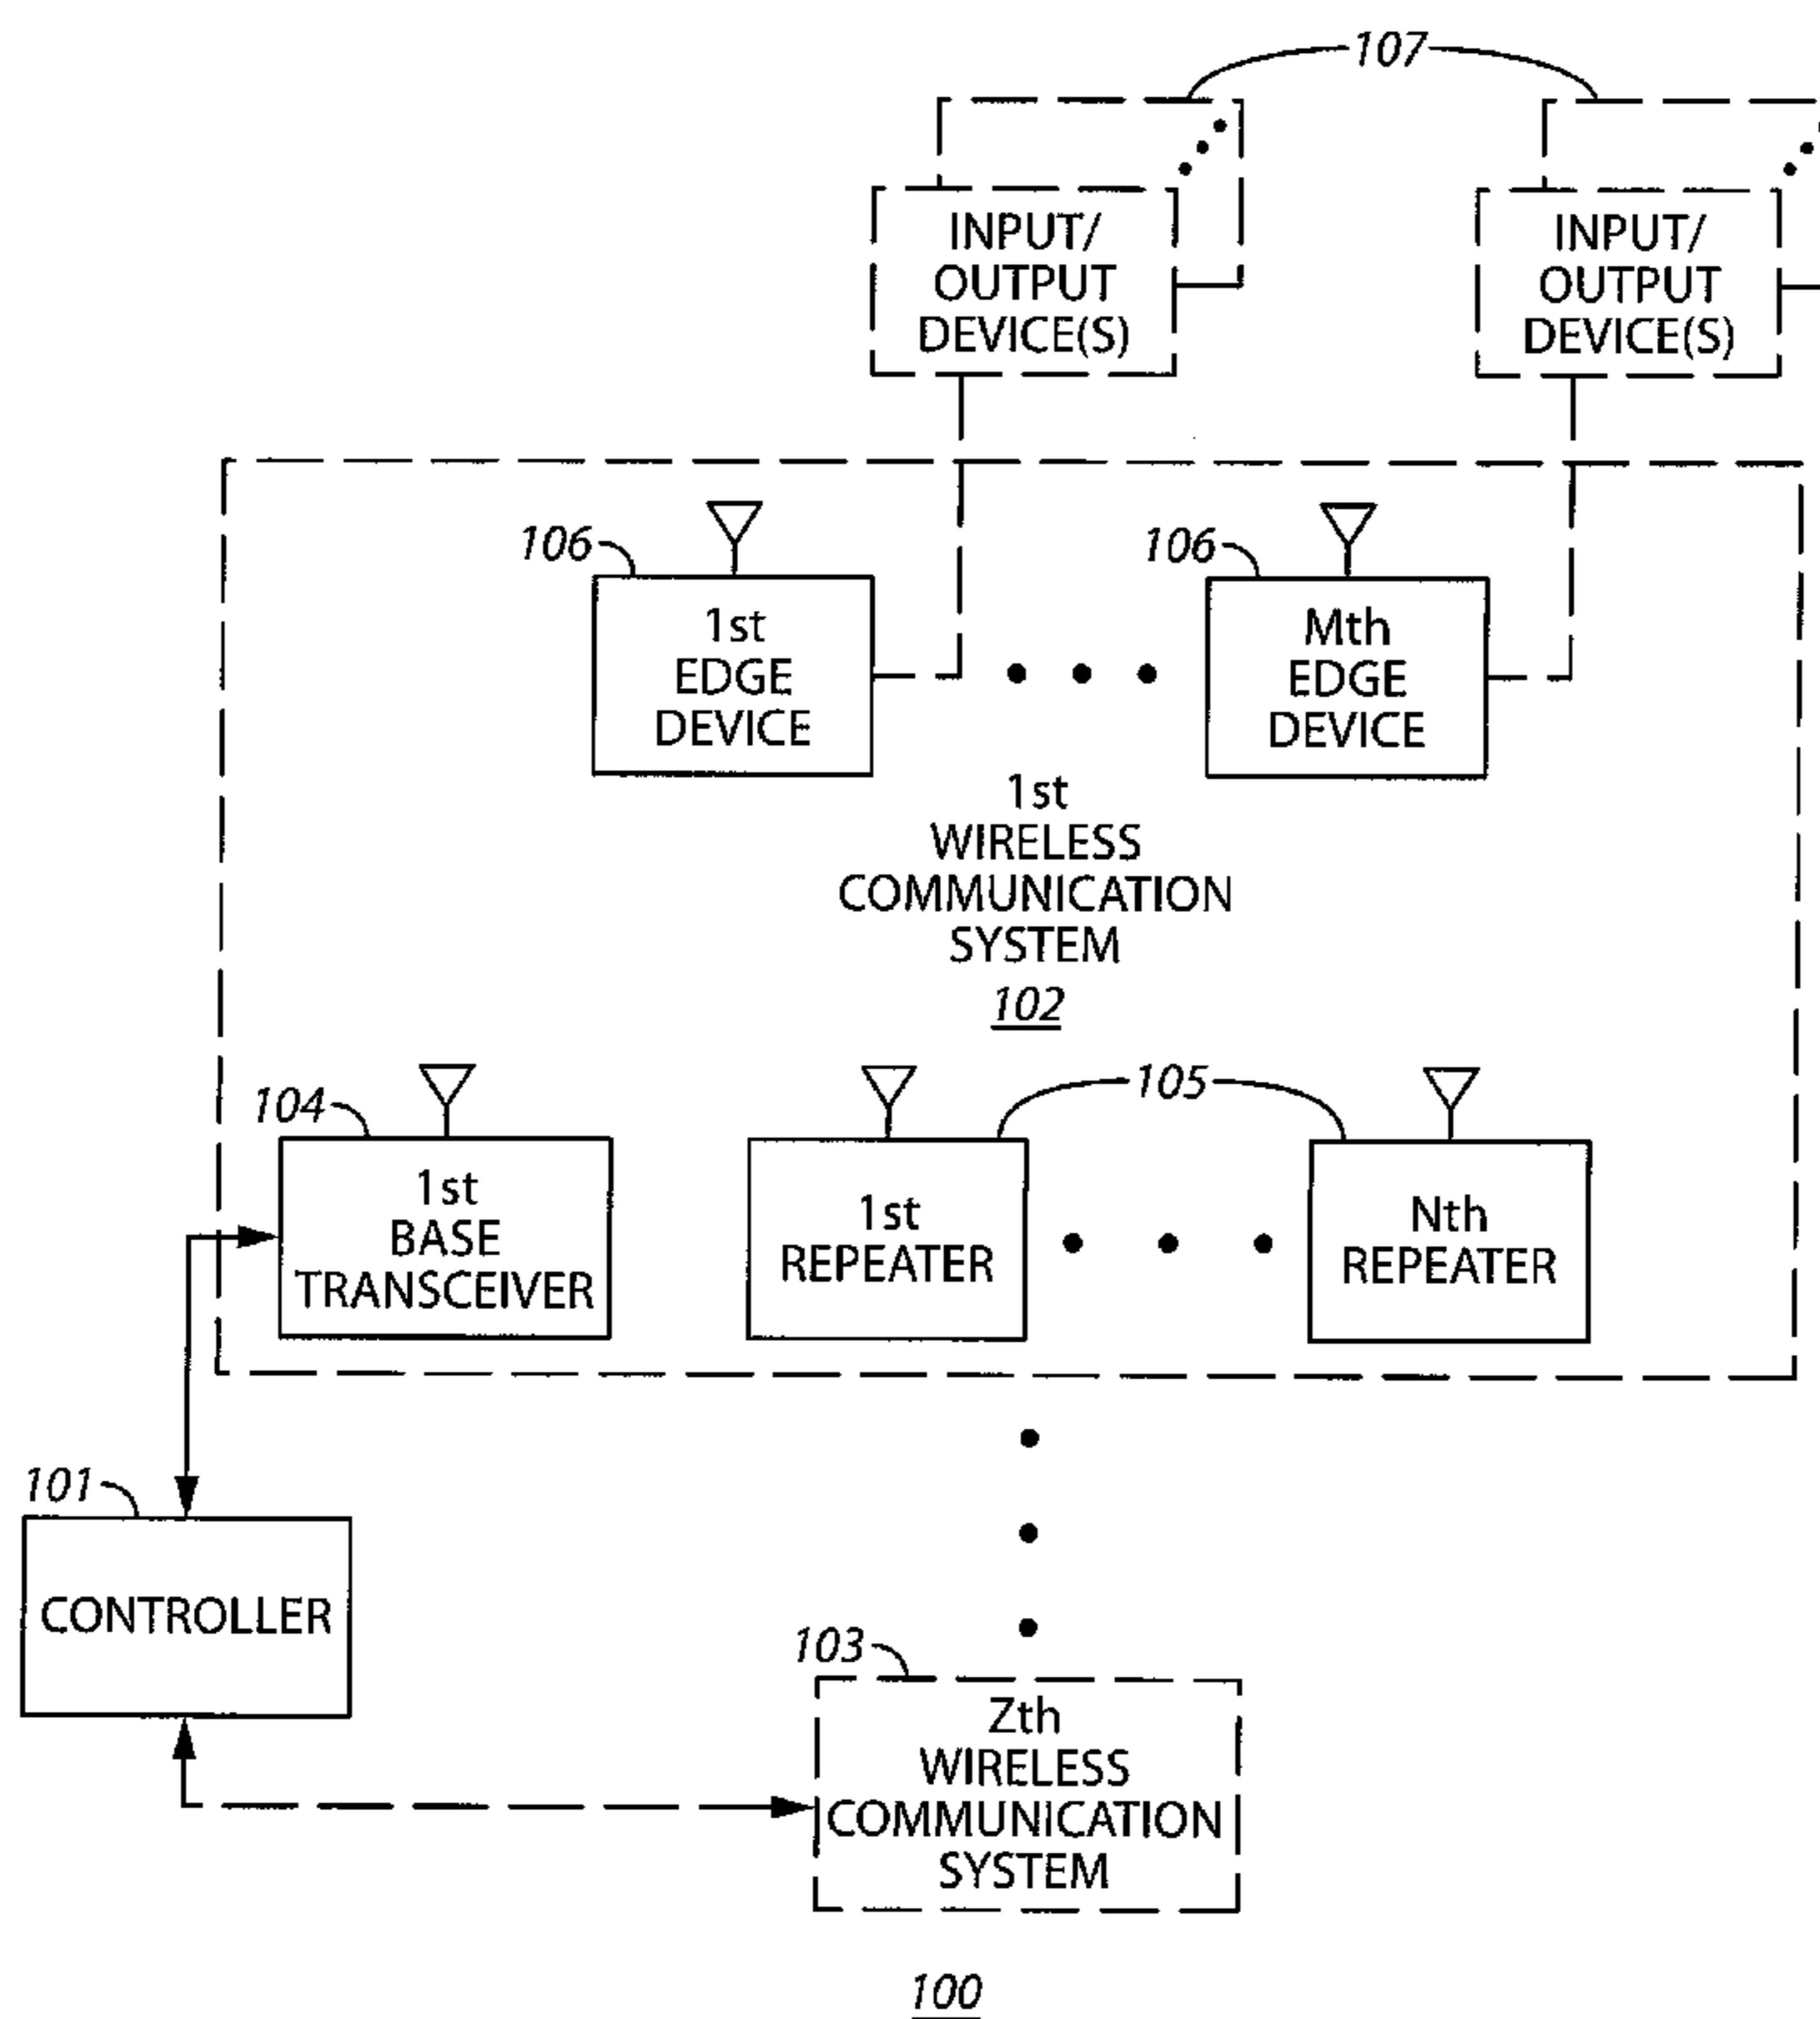 107
INPUT/
OUTPUT
DEVICE(S)
INPUT/
OUTPUT
DEVICE(S)
106
1st
EDGE
DEVICE
106
Mth
EDGE
DEVICE
1st
WIRELESS
COMMUNICATION
SYSTEM
102
104
1st
BASE
TRANSCEIVER
105
1st
REPEATER
Nth
REPEATER
101
CONTROLLER
103
Zth
WIRELESS
COMMUNICATION
SYSTEM
100